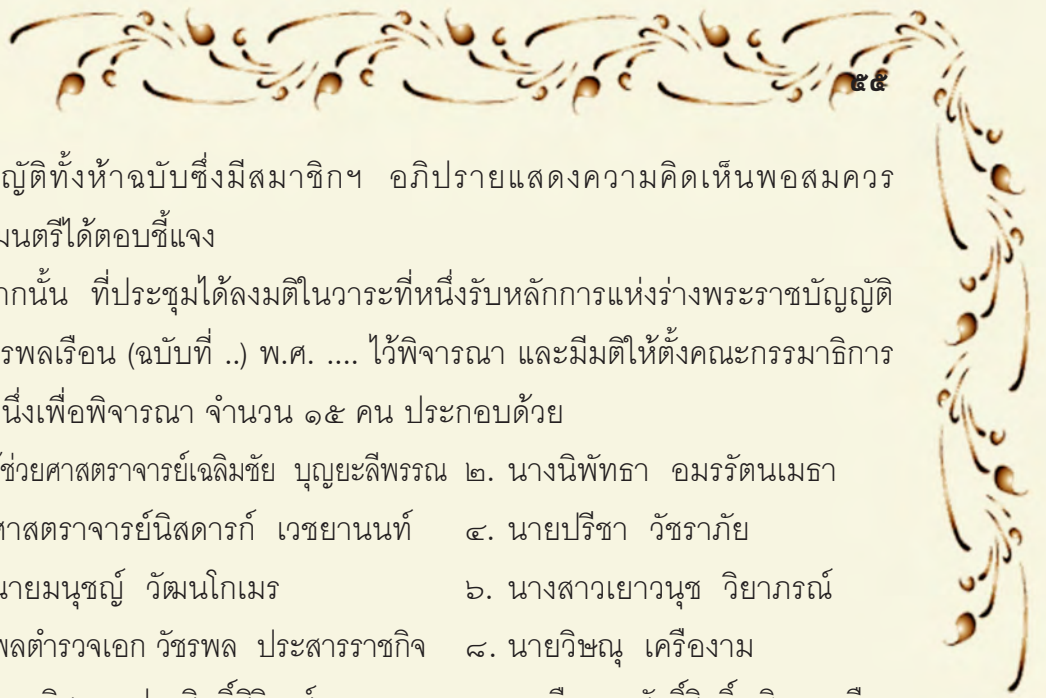 ๕๕
ญัติทั้งห้าฉบับซึ่งมีสมาชิกฯ อภิปรายแสดงความคิดเห็นพอสมควร
มนตรีได้ตอบชี้แจง
ากนั้น ที่ประชุมได้ลงมติในวาระที่หนึ่งรับหลักการแห่งร่างพระราชบัญญัติ
รพลเรือน (ฉบับที่ ..) พ.ศ. .... ไว้พิจารณา และมีมติให้ตั้งคณะกรรมาธิการ
นึ่งเพื่อพิจารณา จำนวน ๑๕ คน ประกอบด้วย
ช่วยศาสตราจารย์เฉลิมชัย บุญยะลีพรรณ ๒. นางนิพัทธา อมรรัตนเมธา
ศาสตราจารย์นิสดารก์ เวชยานนท์ ๔. นายปรีชา วัชราภัย
นายมนุชญ์ วัฒนโกเมร ๖. นางสาวเยาวนุช วิยาภรณ์
พลตำรวจเอก วัชรพล ประสารราชกิจ ๘. นายวิษณุ เครืองาม